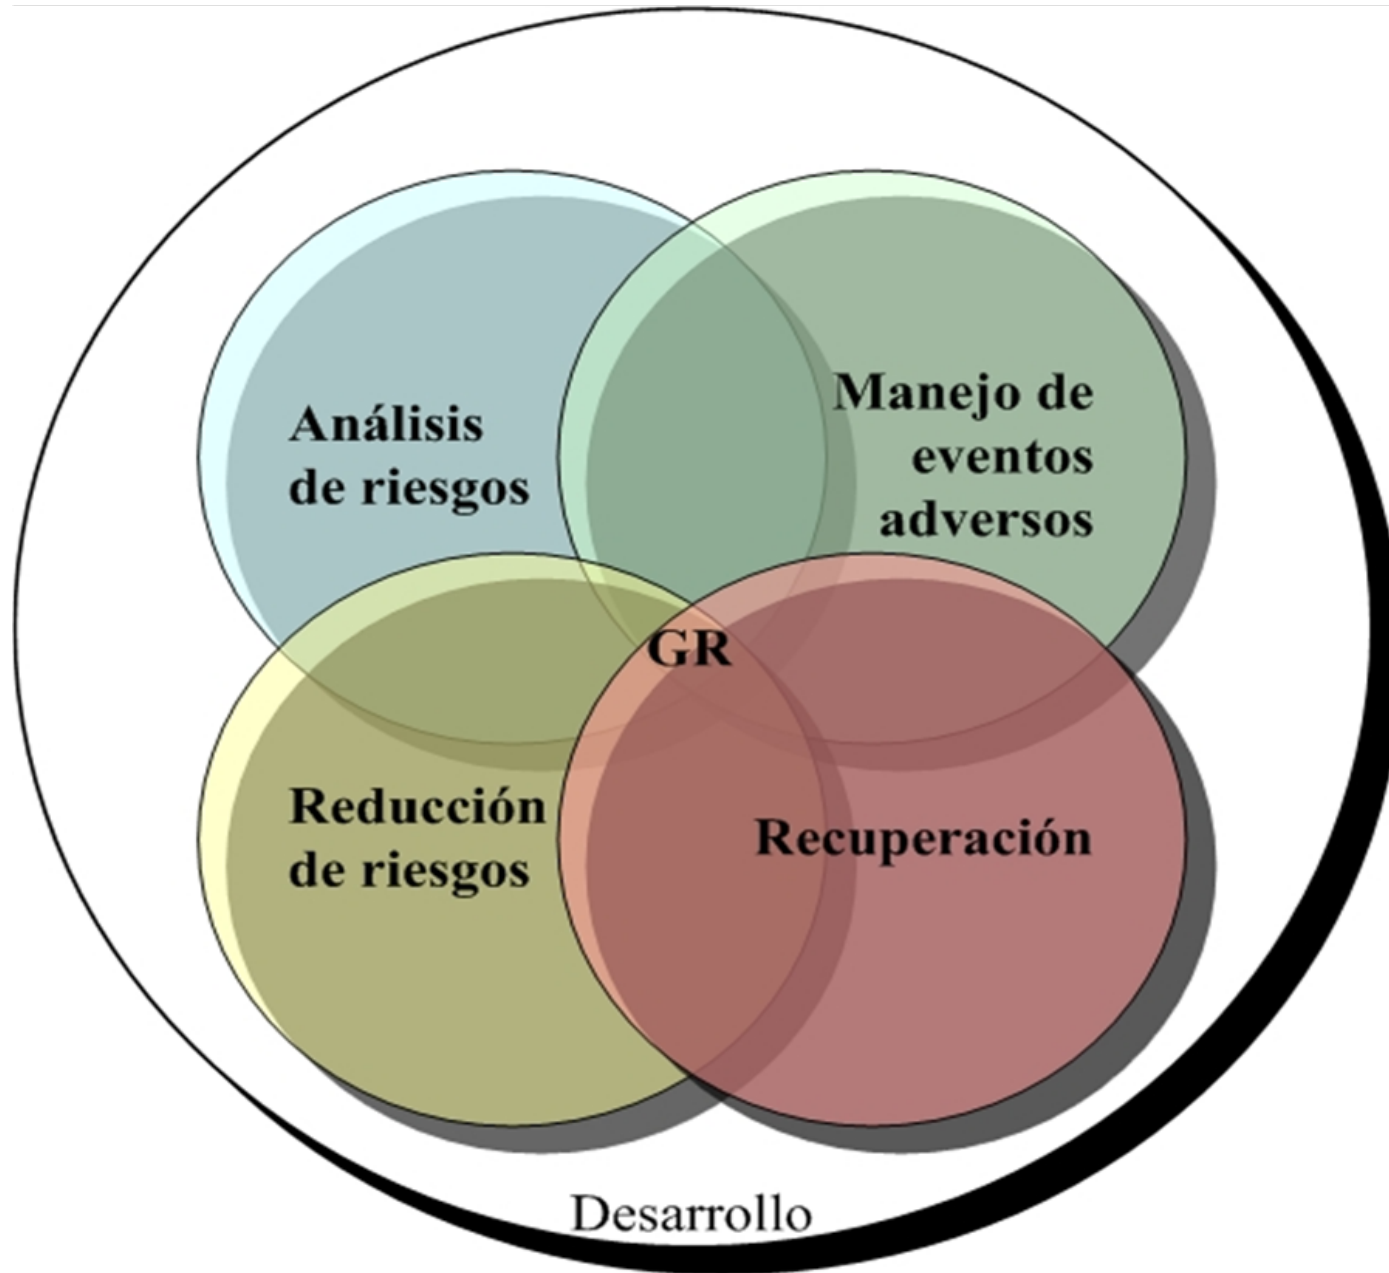 Análisis
de riesgos
Manejo de
eventos
adversos
GR
Reducción
de riesgos
Recuperación
Desarrollo